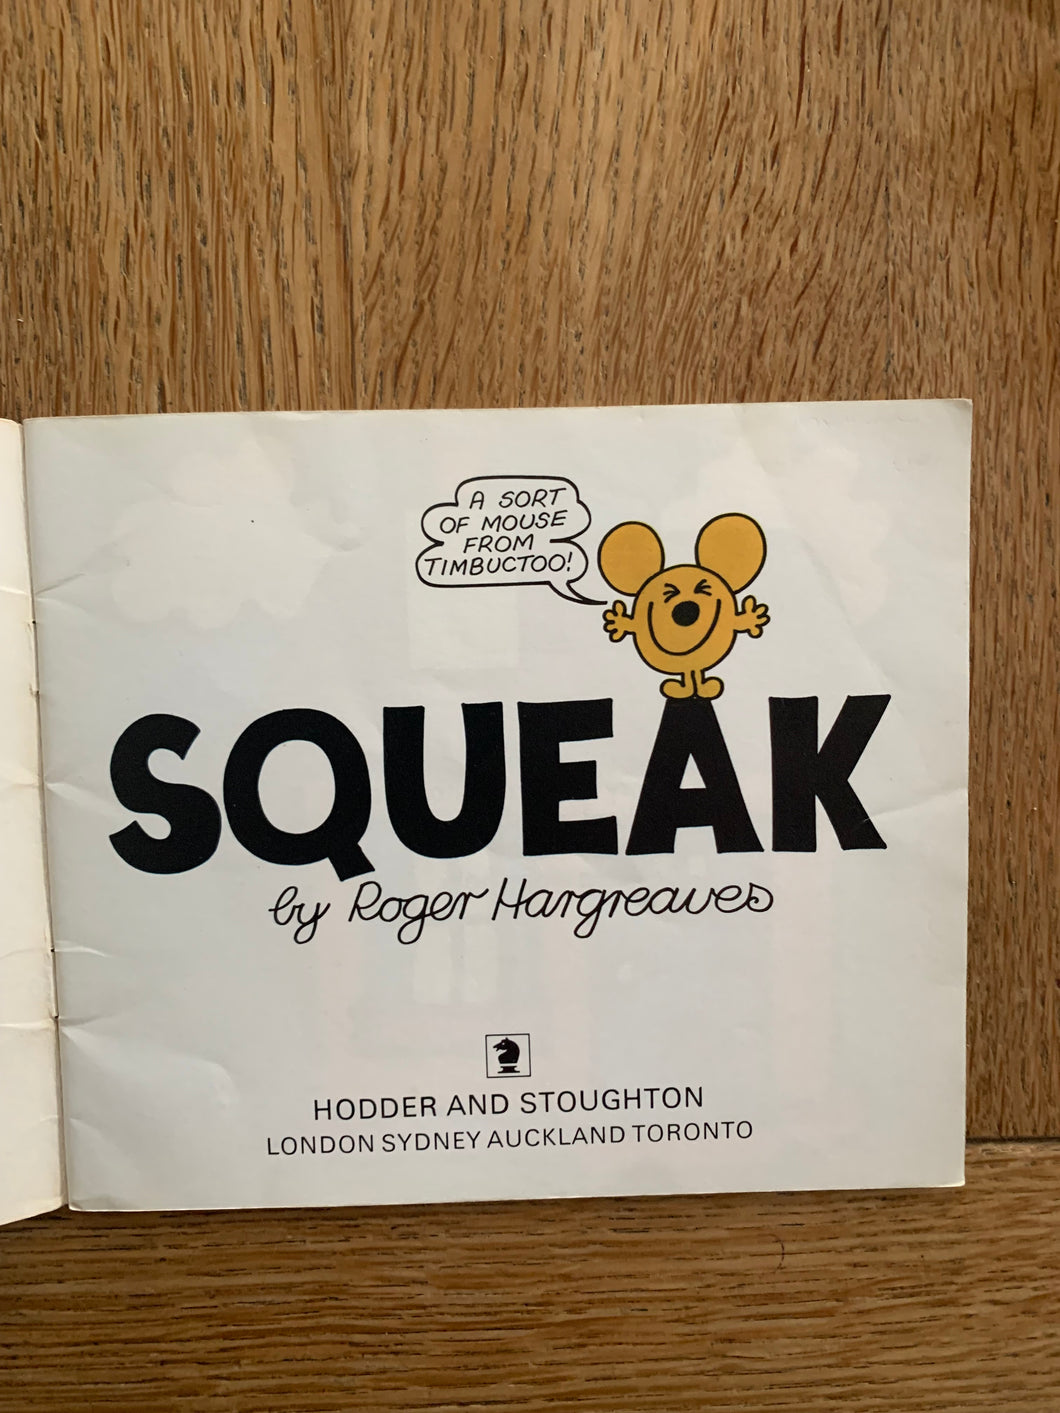 A SORT
OF MOUSE
FROM
TIMBUCTOO!
SQUEAK
by Roger Hargreaves
HODDER AND STOUGHTON
LONDON SYDNEY AUCKLAND TORONTO